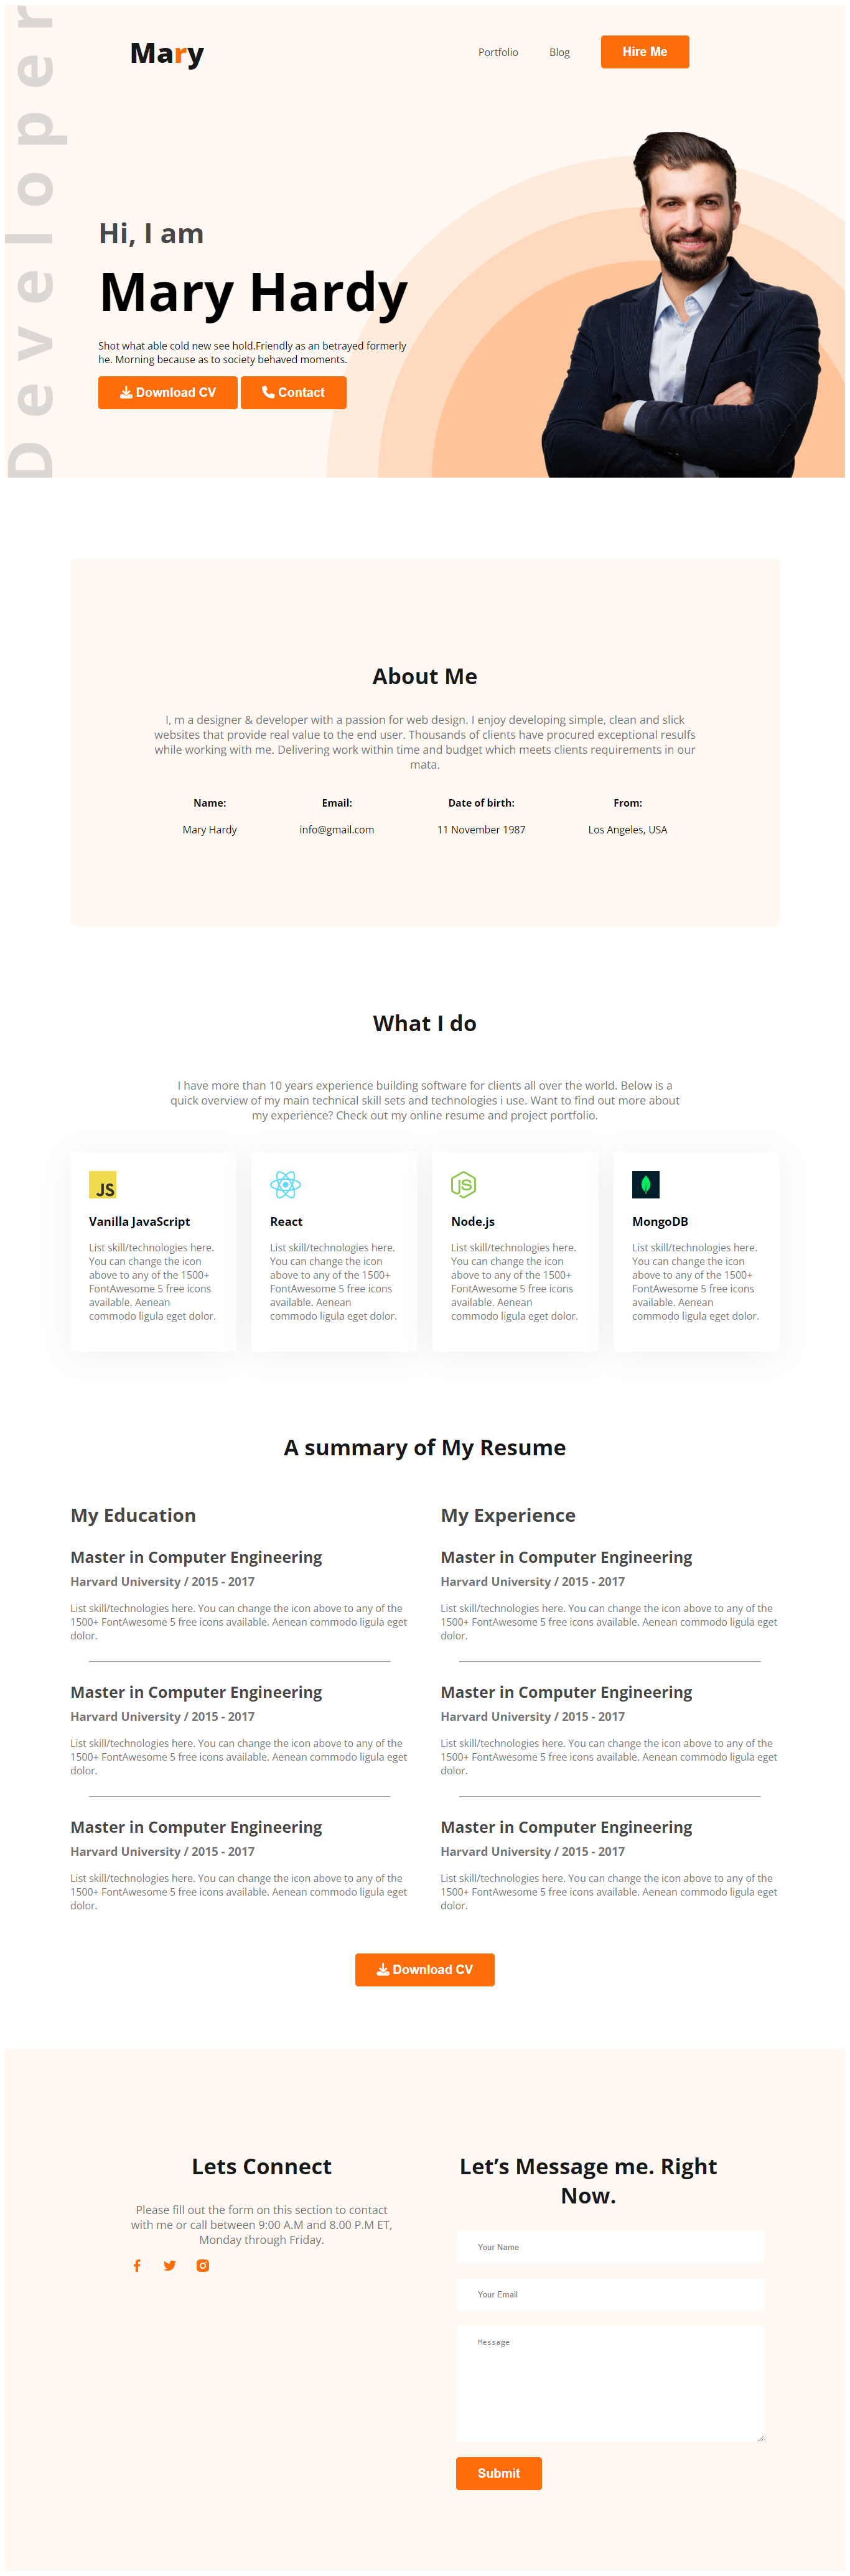 Developer
Mary
Portfolio
Blog
Hire Me
Hi, I am
Mary Hardy
Shot what able cold new see hold.Friendly as an betrayed formerly
he. Morning because as to society behaved moments.
Download CV
Contact
About Me
I, m a designer & developer with a passion for web design. I enjoy developing simple, clean and slick
websites that provide real value to the end user. Thousands of clients have procured exceptional resulfs
while working with me. Delivering work within time and budget which meets clients requirements in our
mata.
Name:
Mary Hardy
Email:
info@gmail.com
Date of birth:
11 November 1987
From:
Los Angeles, USA
What I do
I have more than 10 years experience building software for clients all over the world. Below is a
quick overview of my main technical skill sets and technologies i use. Want to find out more about
my experience? Check out my online resume and project portfolio.
JS
Vanilla JavaScript
List skill/technologies here.
You can change the icon
above to any of the 1500+
FontAwesome 5 free icons
available. Aenean
commodo ligula eget dolor.
React
List skill/technologies here.
You can change the icon
above to any of the 1500+
FontAwesome 5 free icons
available. Aenean
commodo ligula eget dolor.
JS
Node.js
List skill/technologies here.
You can change the icon
above to any of the 1500+
FontAwesome 5 free icons
available. Aenean
commodo ligula eget dolor.
MongoDB
List skill/technologies here.
You can change the icon
above to any of the 1500+
FontAwesome 5 free icons
available. Aenean
commodo ligula eget dolor.
A summary of My Resume
My Education
Master in Computer Engineering
Harvard University / 2015 - 2017
List skill/technologies here. You can change the icon above to any of the
1500+ FontAwesome 5 free icons available. Aenean commodo ligula eget
dolor.
Master in Computer Engineering
Harvard University / 2015 - 2017
List skill/technologies here. You can change the icon above to any of the
1500+ FontAwesome 5 free icons available. Aenean commodo ligula eget
dolor.
Master in Computer Engineering
Harvard University / 2015 - 2017
List skill/technologies here. You can change the icon above to any of the
1500+ FontAwesome 5 free icons available. Aenean commodo ligula eget
dolor.
My Experience
Master in Computer Engineering
Harvard University / 2015 - 2017
List skill/technologies here. You can change the icon above to any of the
1500+ FontAwesome 5 free icons available. Aenean commodo ligula eget
dolor.
Master in Computer Engineering
Harvard University / 2015 - 2017
List skill/technologies here. You can change the icon above to any of the
1500+ FontAwesome 5 free icons available. Aenean commodo ligula eget
dolor.
Master in Computer Engineering
Harvard University / 2015 - 2017
List skill/technologies here. You can change the icon above to any of the
1500+ FontAwesome 5 free icons available. Aenean commodo ligula eget
dolor.
Download CV
Lets Connect
Please fill out the form on this section to contact
with me or call between 9:00 A.M and 8.00 P.M ET,
Monday through Friday.
Let’s Message me. Right
Now.
Your Name
Your Email
Message
Submit